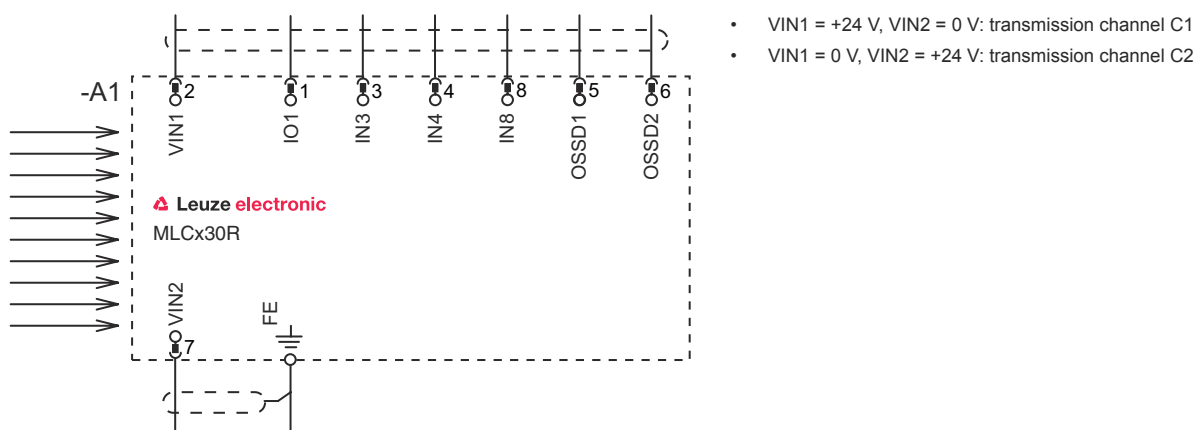 • VIN1 = +24 V, VIN2 = 0 V: transmission channel C1
• VIN1 = 0 V, VIN2 = +24 V: transmission channel C2
-A1
2 1 3 4 8 5 6
VIN1 IO1 IN3 IN4 IN8 OSSD1 OSSD2
Leuze electronic
MLCx30R
VIN2 FE
7